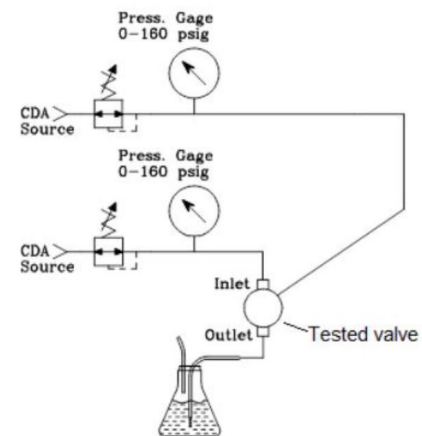 Press. Gage
0-160 psig
CDA
Source
Press. Gage
0-160 psig
CDA
Source
Inlet
Outlet
Tested valve